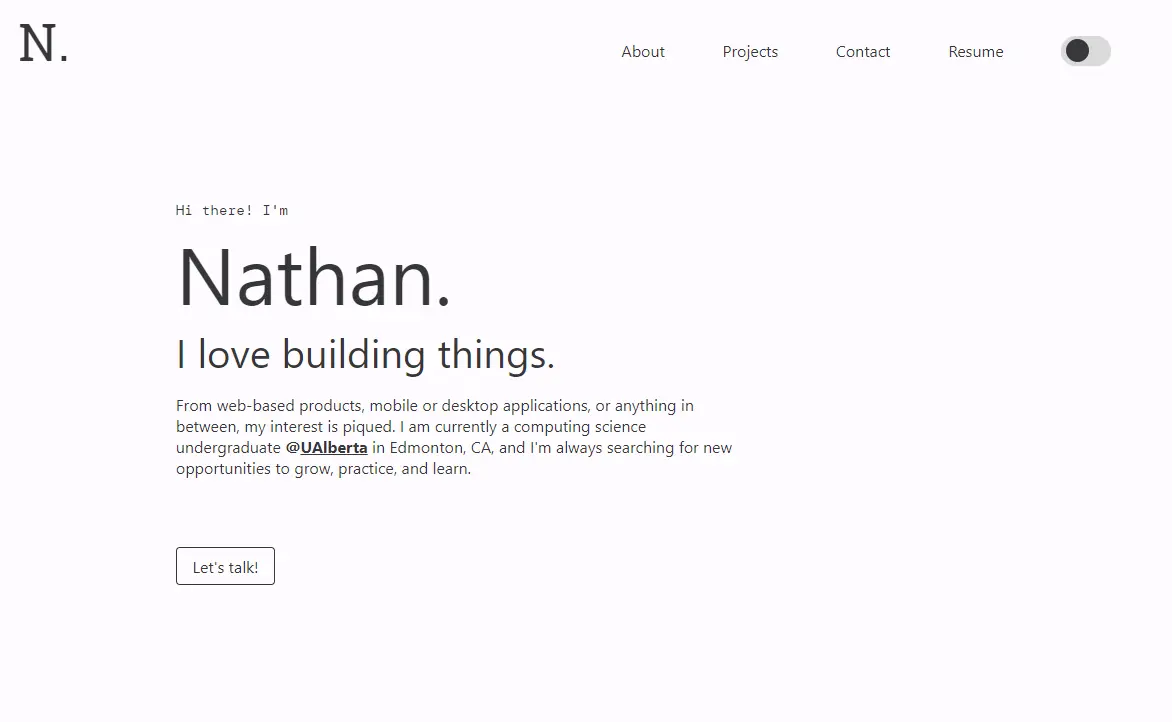 N.
About Projects Contact Resume
Hi there! I'm
Nathan.
I love building things.
From web-based products, mobile or desktop applications, or anything in
between, my interest is piqued. I am currently a computing science
undergraduate @UAlberta in Edmonton, CA, and I'm always searching for new
opportunities to grow, practice, and learn.
Let's talk!